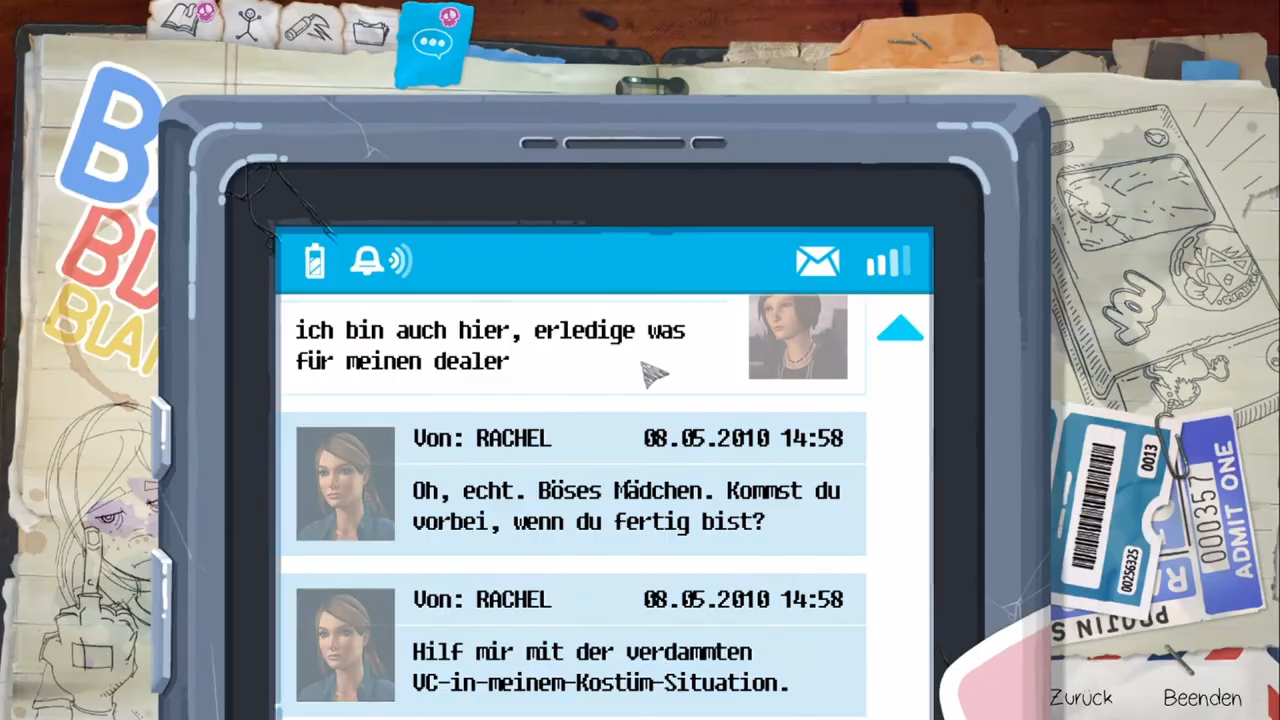 ich bin auch hier, erledige was
für meinen dealer
Von: RACHEL 08.05.2010 14:58
Oh, echt. Böses Mädchen. Kommst du
vorbei, wenn du fertig bist?
Von: RACHEL 08.05.2010 14:58
Hilf mir mit der verdammten
VC-in-meinem-Kostüm-Situation.
0013
00256325
000357
ADMIT ONE
Zurück Beenden